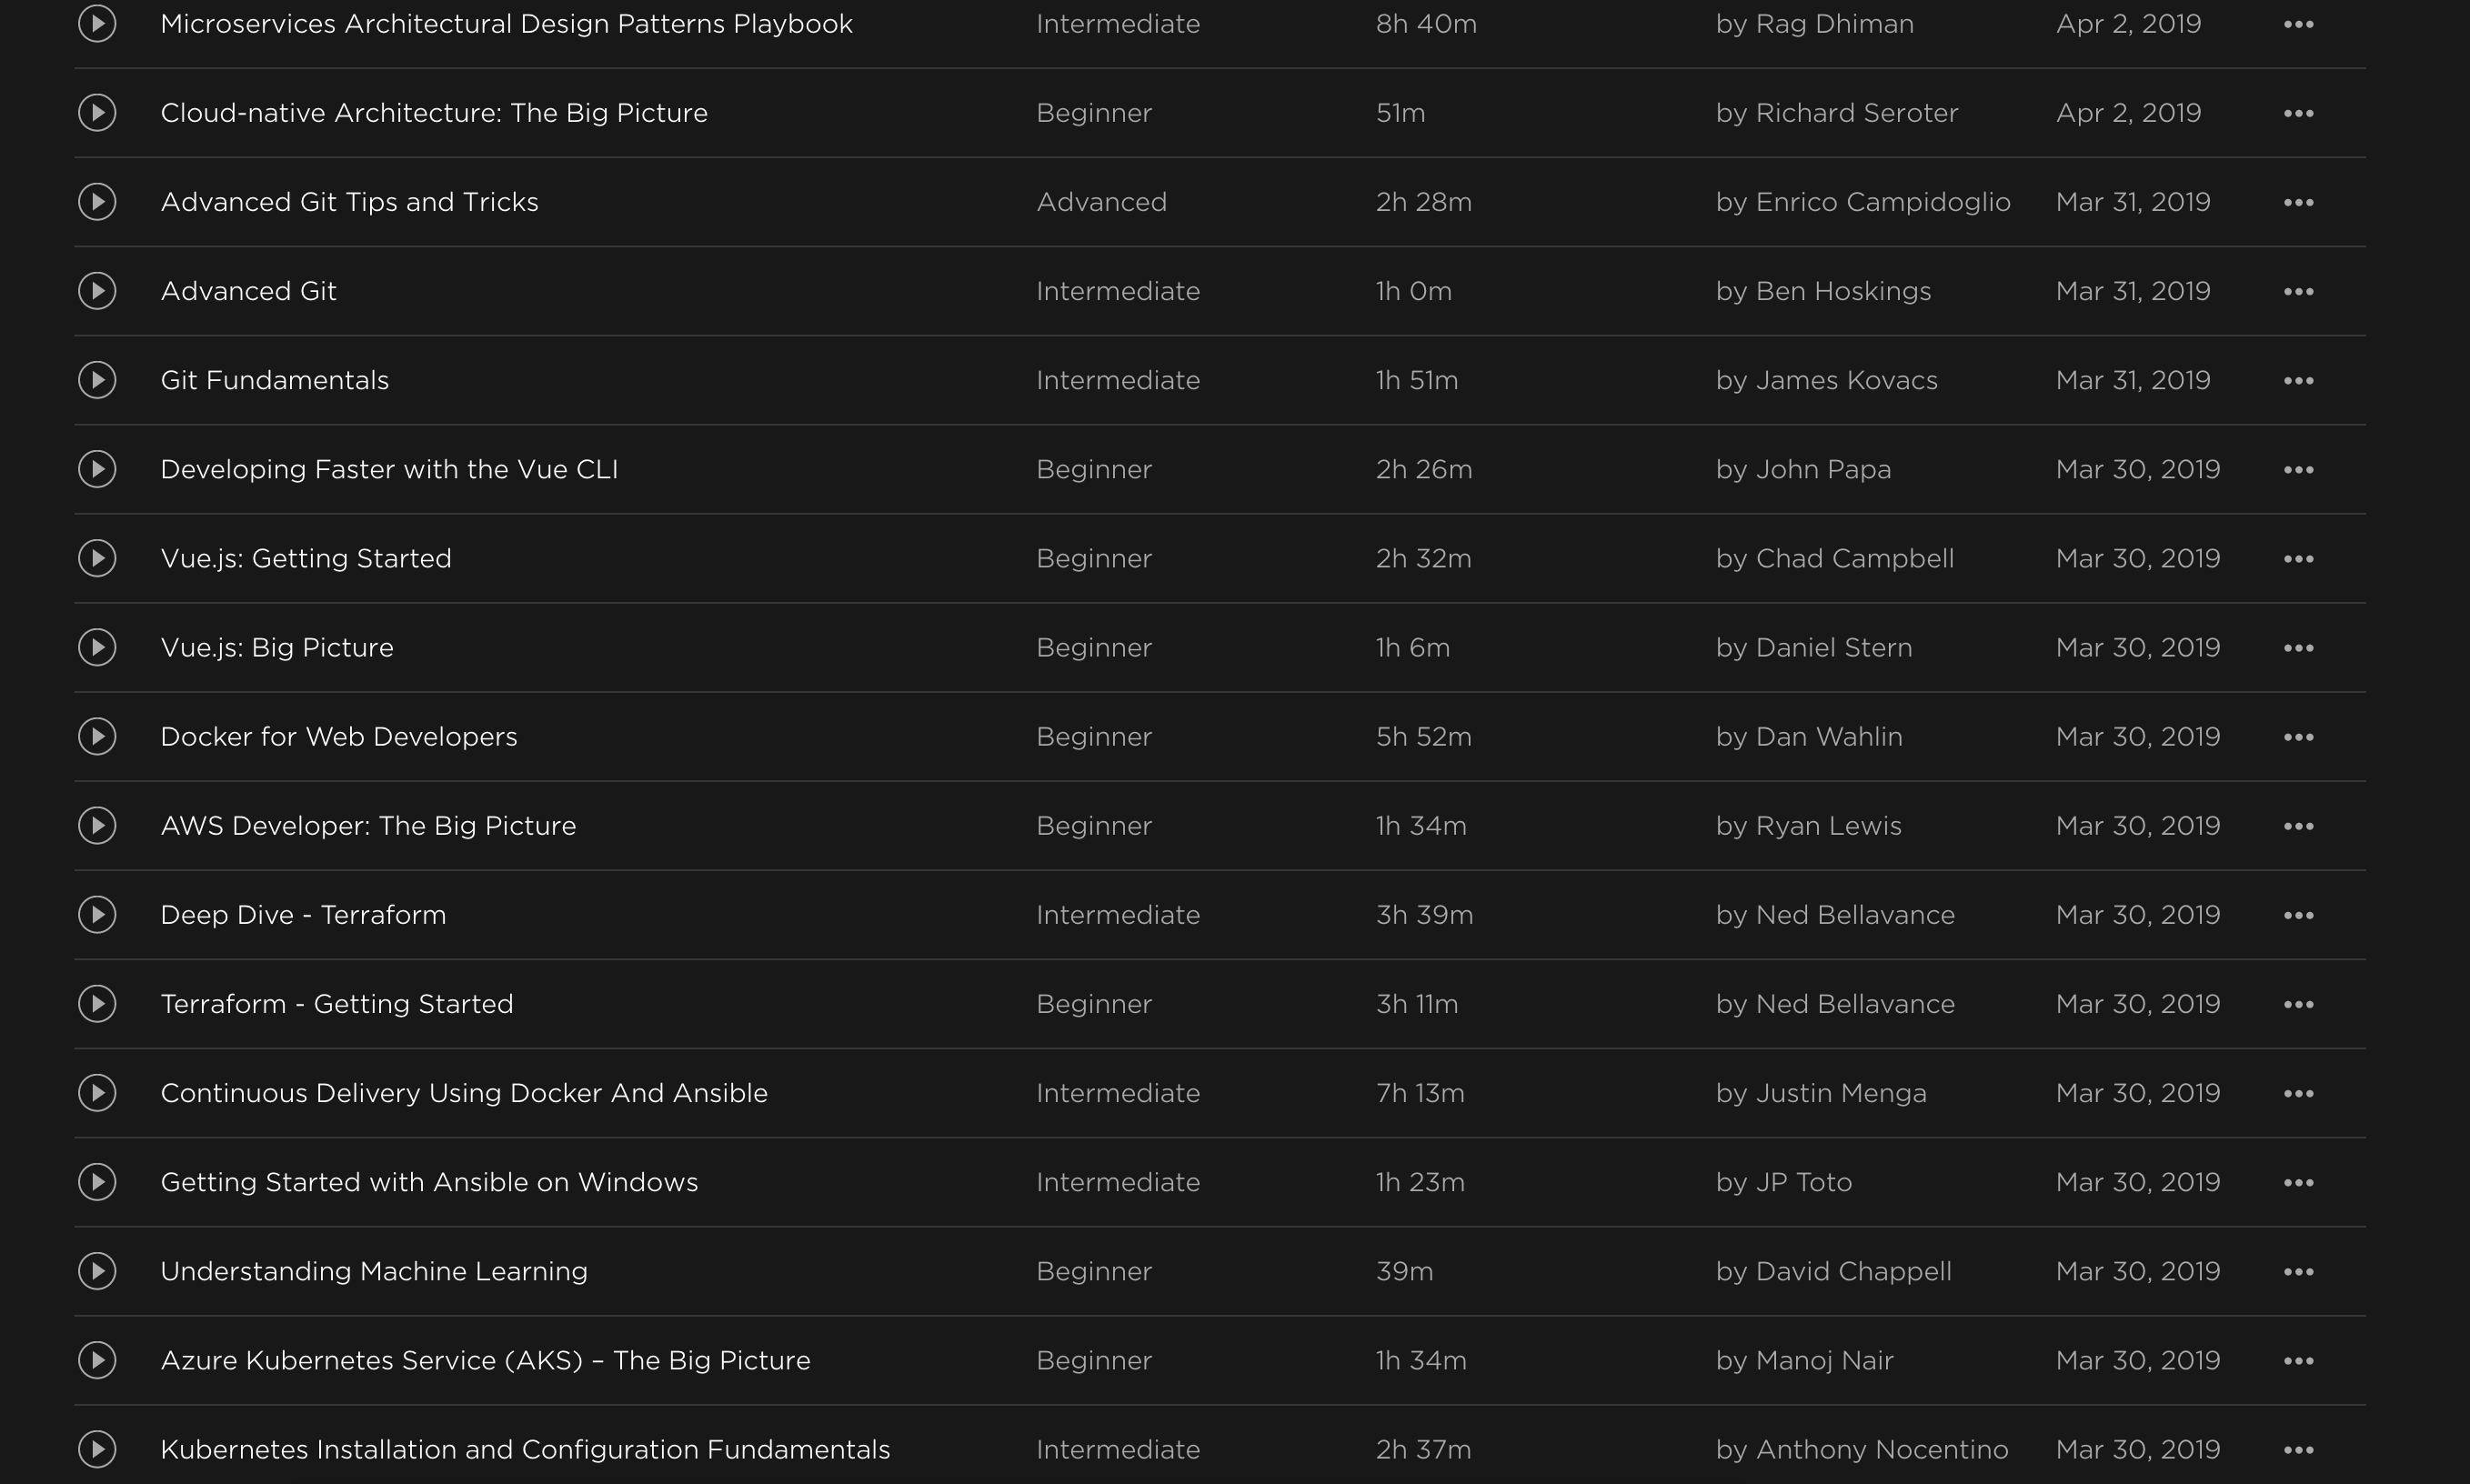 Microservices Architectural Design Patterns Playbook Intermediate 8h 40m by Rag Dhiman Apr 2, 2019
Cloud-native Architecture: The Big Picture Beginner 51m by Richard Seroter Apr 2, 2019
Advanced Git Tips and Tricks Advanced 2h 28m by Enrico Campidoglio Mar 31, 2019
Advanced Git Intermediate 1h 0m by Ben Hoskings Mar 31, 2019
Git Fundamentals Intermediate 1h 51m by James Kovacs Mar 31, 2019
Developing Faster with the Vue CLI Beginner 2h 26m by John Papa Mar 30, 2019
Vue.js: Getting Started Beginner 2h 32m by Chad Campbell Mar 30, 2019
Vue.js: Big Picture Beginner 1h 6m by Daniel Stern Mar 30, 2019
Docker for Web Developers Beginner 5h 52m by Dan Wahlin Mar 30, 2019
AWS Developer: The Big Picture Beginner 1h 34m by Ryan Lewis Mar 30, 2019
Deep Dive - Terraform Intermediate 3h 39m by Ned Bellavance Mar 30, 2019
Terraform - Getting Started Beginner 3h 11m by Ned Bellavance Mar 30, 2019
Continuous Delivery Using Docker And Ansible Intermediate 7h 13m by Justin Menga Mar 30, 2019
Getting Started with Ansible on Windows Intermediate 1h 23m by JP Toto Mar 30, 2019
Understanding Machine Learning Beginner 39m by David Chappell Mar 30, 2019
Azure Kubernetes Service (AKS) – The Big Picture Beginner 1h 34m by Manoj Nair Mar 30, 2019
Kubernetes Installation and Configuration Fundamentals Intermediate 2h 37m by Anthony Nocentino Mar 30, 2019